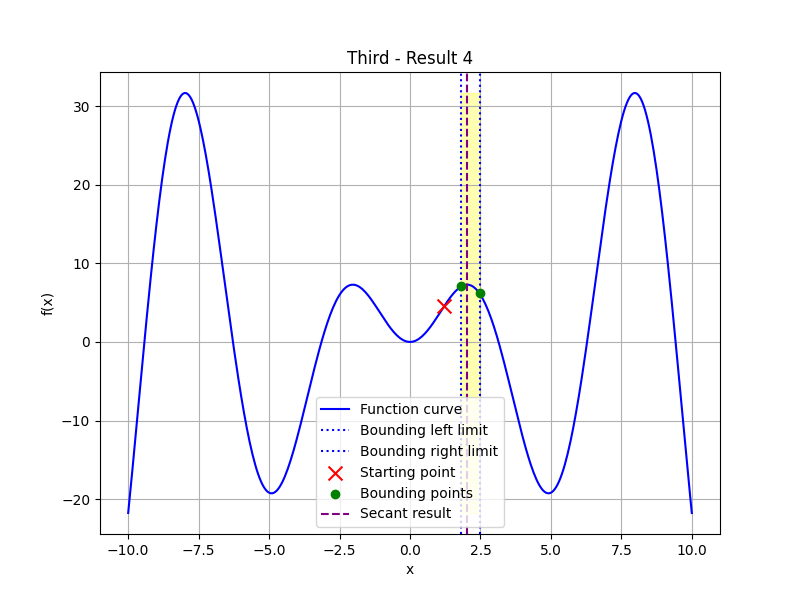 Third - Result 4
f(x)
30
20
10
0
−10
−20
Function curve
Bounding left limit
Bounding right limit
Starting point
Bounding points
Secant result
−10.0 −7.5 −5.0 −2.5 0.0 2.5 5.0 7.5 10.0
x